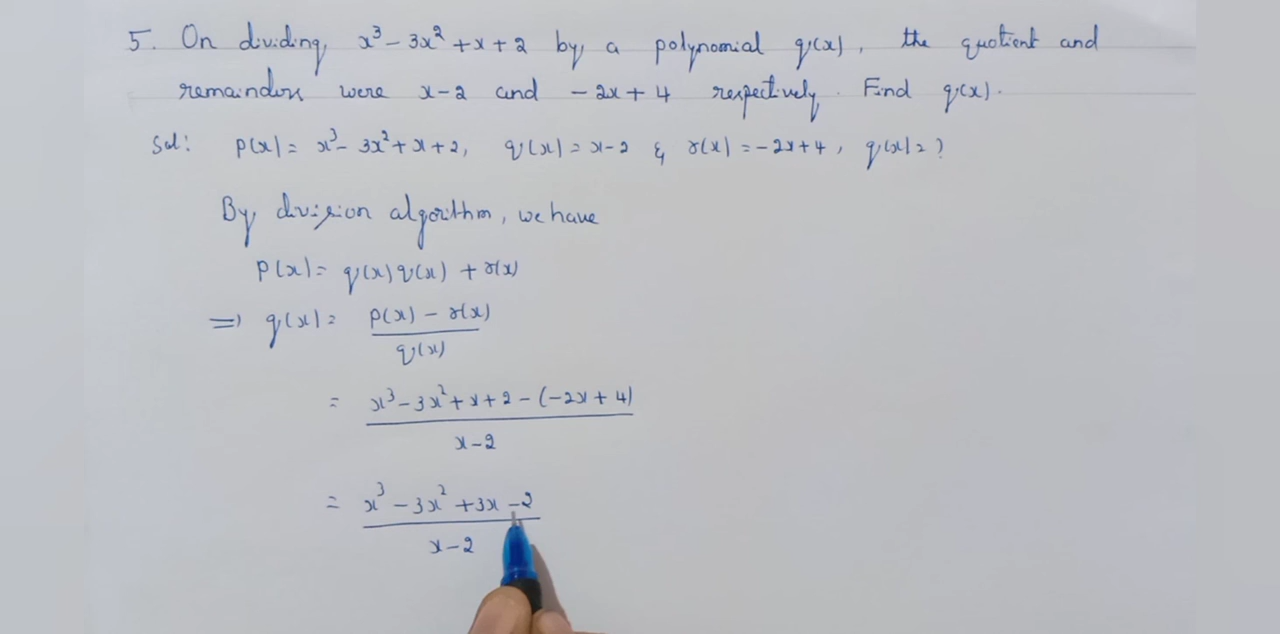 5. On dividing x³ - 3x² + x + 2 by a polynomial g(x), the quotient and
remainders were x - 2 and - 2x + 4 respectively. Find g(x).
Sol: p(x) = x³ - 3x² + x + 2, q(x) = x - 2 & r(x) = - 2x + 4, g(x) = ?
By division algorithm, we have
p(x) = g(x) q(x) + r(x)
⇒ g(x) = p(x) - r(x)
q(x)
= x³ - 3x² + x + 2 - (-2x + 4)
x - 2
= x³ - 3x² + 3x - 2
x - 2